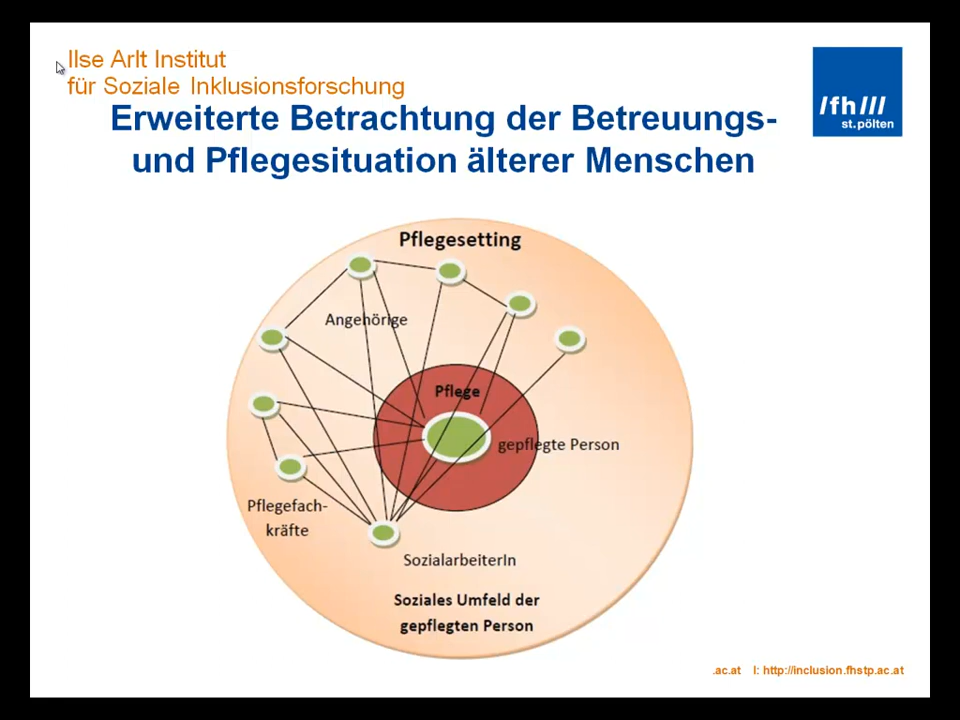 Ilse Arlt Institut
für Soziale Inklusionsforschung
Erweiterte Betrachtung der Betreuungs-
und Pflegesituation älterer Menschen
fh
st.pölten
Pflegesetting
Angehörige
Pflege
gepflegte Person
Pflegefach-
kräfte
SozialarbeiterIn
Soziales Umfeld der
gepflegten Person
.ac.at I: http://inclusion.fhstp.ac.at